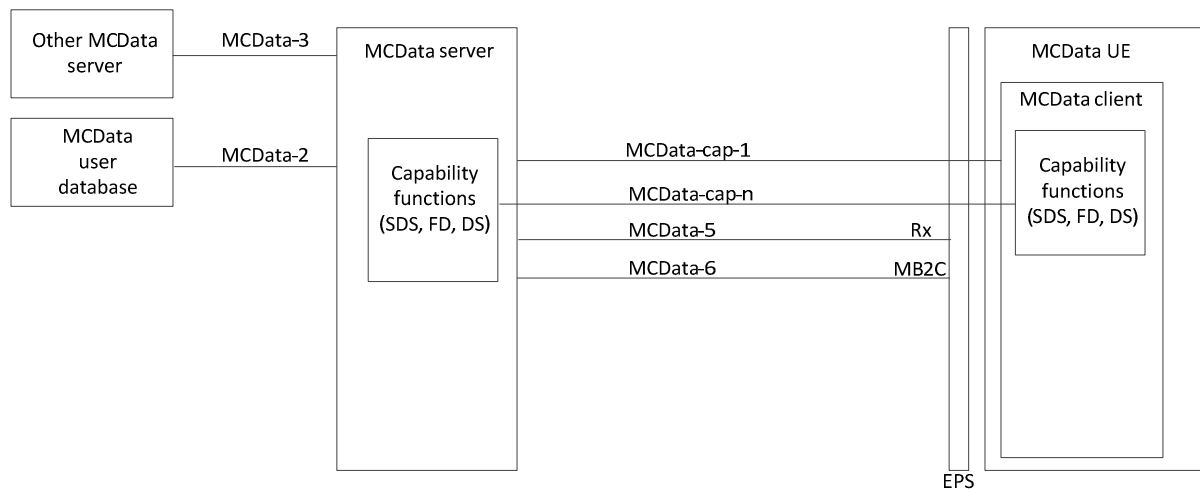 Other MCData
server
MCData-3
MCData server
MCData UE
MCData client
MCData
user
database
MCData-2
Capability
functions
(SDS, FD, DS)
MCData-cap-1
MCData-cap-n
MCData-5
Rx
MCData-6
MB2C
Capability
functions
(SDS, FD, DS)
EPS